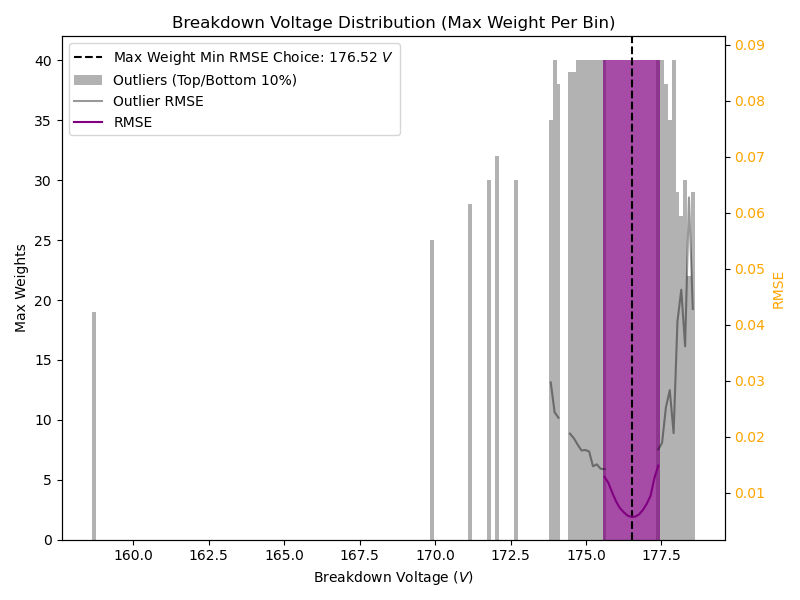 Breakdown Voltage Distribution (Max Weight Per Bin)
Max Weight Min RMSE Choice: 176.52 V
Outliers (Top/Bottom 10%)
Outlier RMSE
RMSE
Max Weights
40
35
30
25
20
15
10
5
0
160.0 162.5 165.0 167.5 170.0 172.5 175.0 177.5
Breakdown Voltage (V)
0.09
0.08
0.07
0.06
0.05
0.04
0.03
0.02
0.01
RMSE